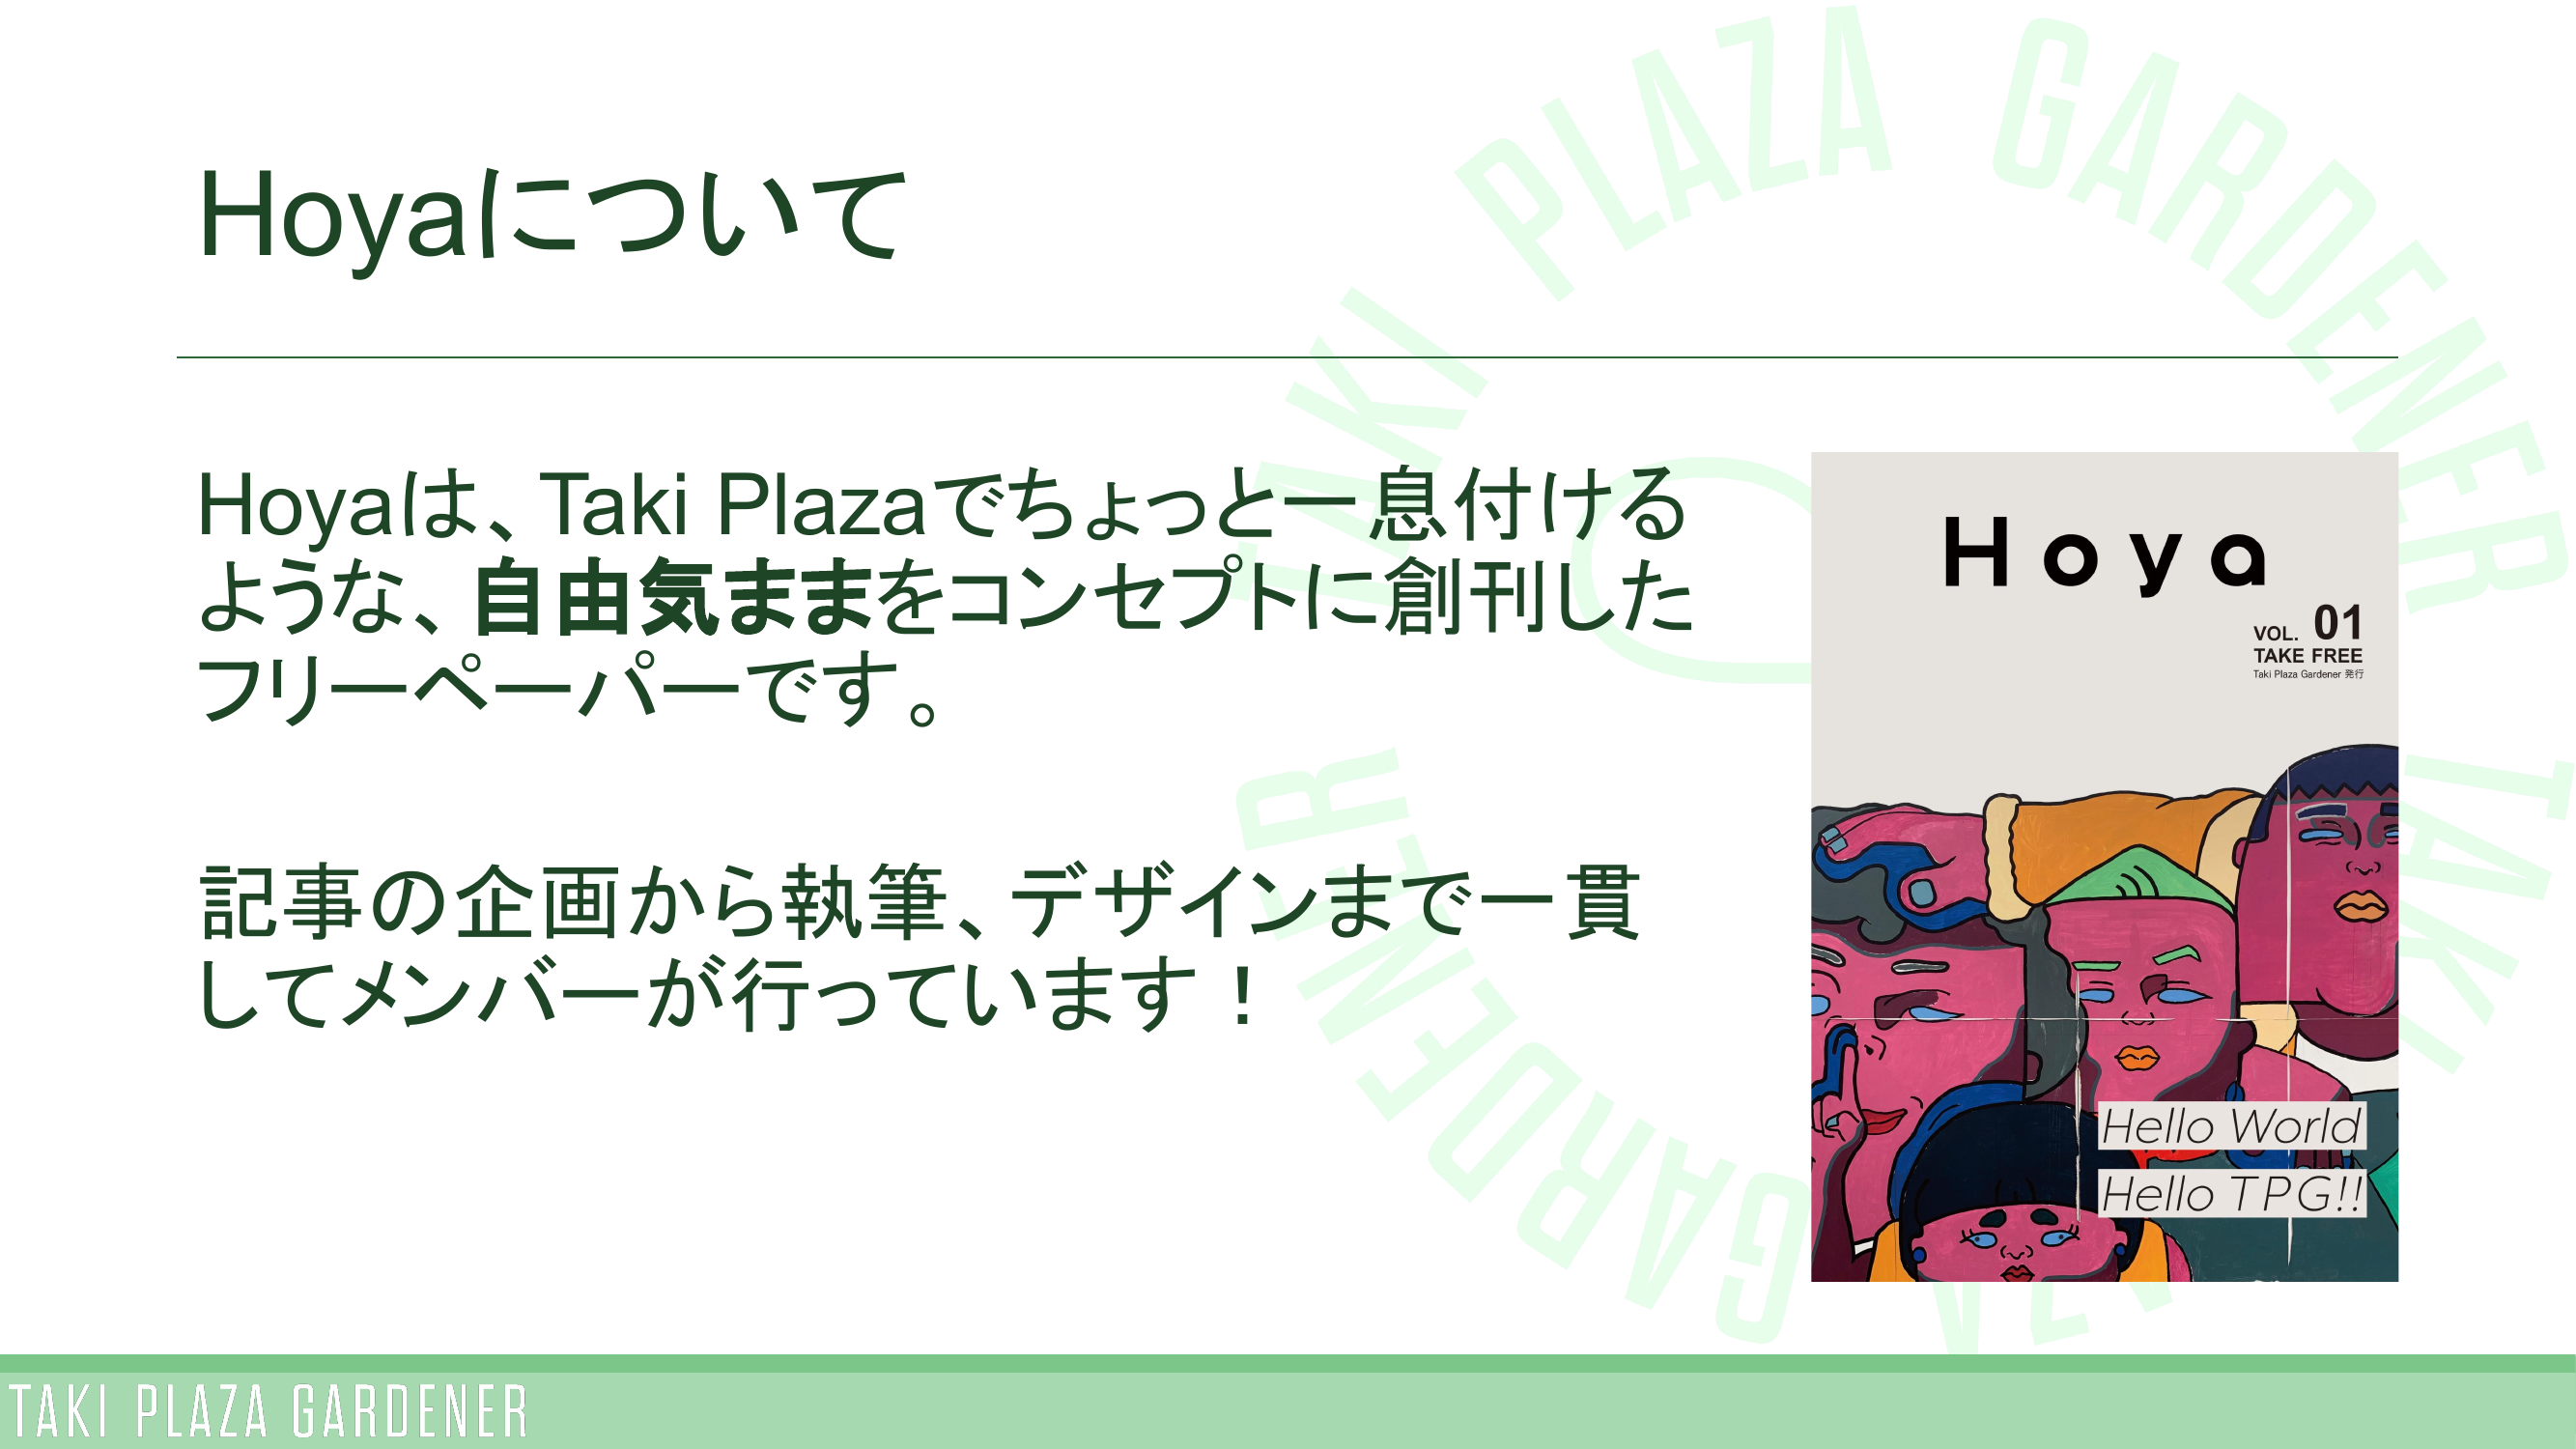 TAKI PLAZA GARDENER TAKI
GARDENER
Hoyaについて
Hoyaは、Taki Plazaでちょっと一息付ける
ような、自由気ままをコンセプトに創刊した
フリーペーパーです。
記事の企画から執筆、デザインまで一貫
してメンバーが行っています！
Hoya
VOL. 01
TAKE FREE
Taki Plaza Gardener 発行
Hello World
Hello TPG!!
TAKI PLAZA GARDENER